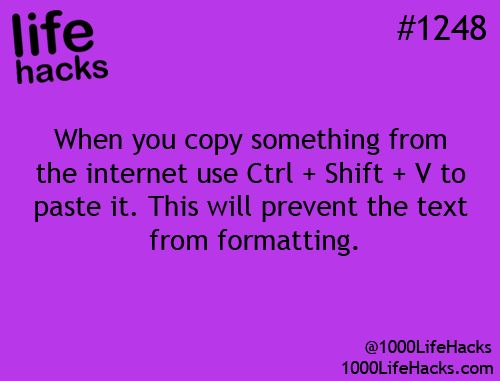 life
hacks
#1248
When you copy something from
the internet use Ctrl + Shift + V to
paste it. This will prevent the text
from formatting.
@1000LifeHacks
1000LifeHacks.com